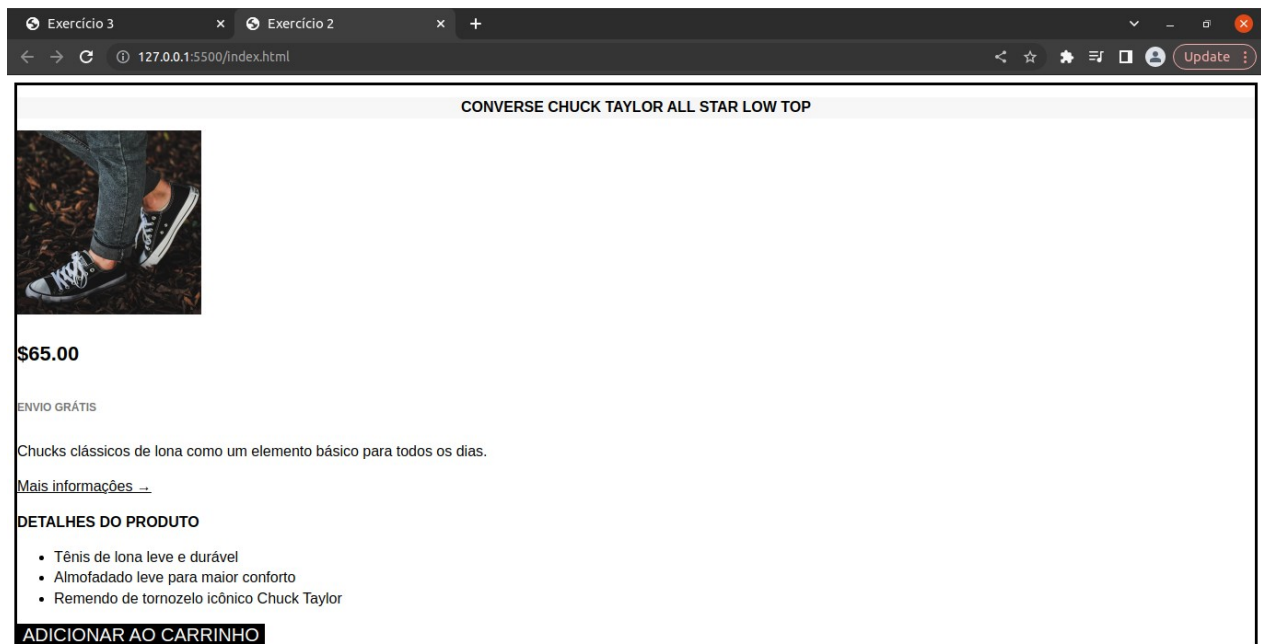 Exercício 3
Exercício 2
127.0.0.1:5500/index.html
Update
CONVERSE CHUCK TAYLOR ALL STAR LOW TOP
$65.00
ENVIO GRÁTIS
Chucks clássicos de lona como um elemento básico para todos os dias.
Mais informaçôes →
DETALHES DO PRODUTO
• Tênis de lona leve e durável
• Almofadado leve para maior conforto
• Remendo de tornozelo icônico Chuck Taylor
ADICIONAR AO CARRINHO